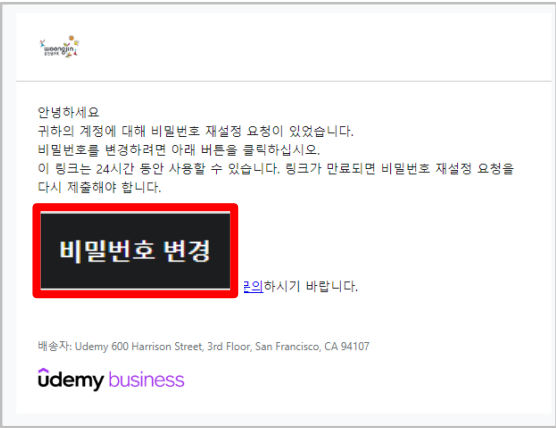 woongjin
안녕하세요
귀하의 계정에 대해 비밀번호 재설정 요청이 있었습니다.
비밀번호를 변경하려면 아래 버튼을 클릭하십시오.
이 링크는 24시간 동안 사용할 수 있습니다. 링크가 만료되면 비밀번호 재설정 요청을
다시 제출해야 합니다.
비밀번호 변경
문의하시기 바랍니다.
배송자: Udemy 600 Harrison Street, 3rd Floor, San Francisco, CA 94107
ûdemy business